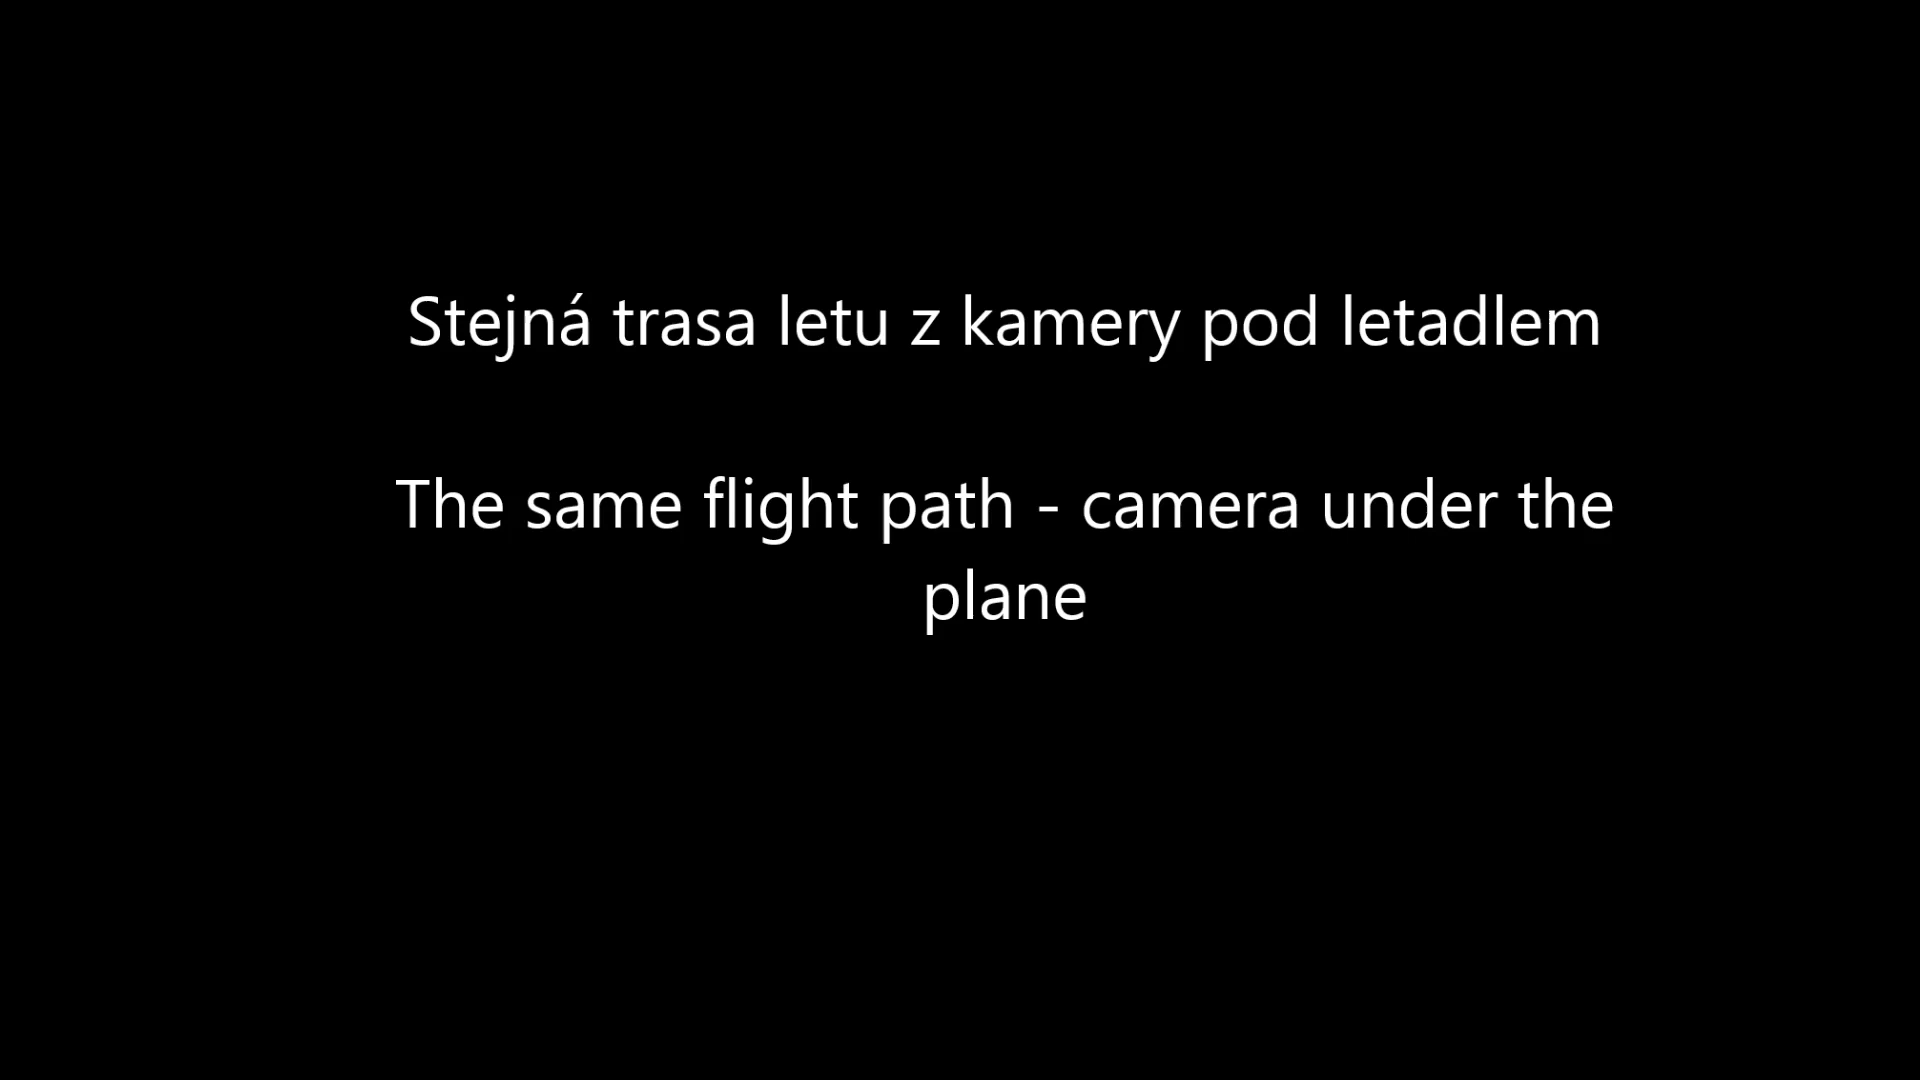 Stejná trasa letu z kamery pod letadlem
The same flight path - camera under the
plane